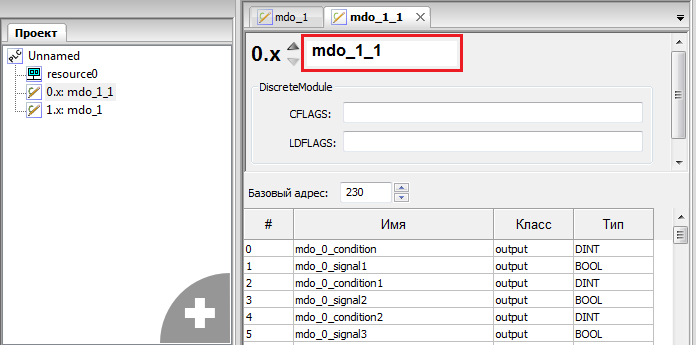 Проект
Unnamed
resource0
0.x: mdo_1_1
1.x: mdo_1
mdo_1
mdo_1_1
0.x
mdo_1_1
DiscreteModule
CFLAGS:
LDFLAGS:
Базовый адрес: 230
# Имя Класс Тип
0 mdo_0_condition output DINT
1 mdo_0_signal1 output BOOL
2 mdo_0_condition1 output DINT
3 mdo_0_signal2 output BOOL
4 mdo_0_condition2 output DINT
5 mdo_0_signal3 output BOOL